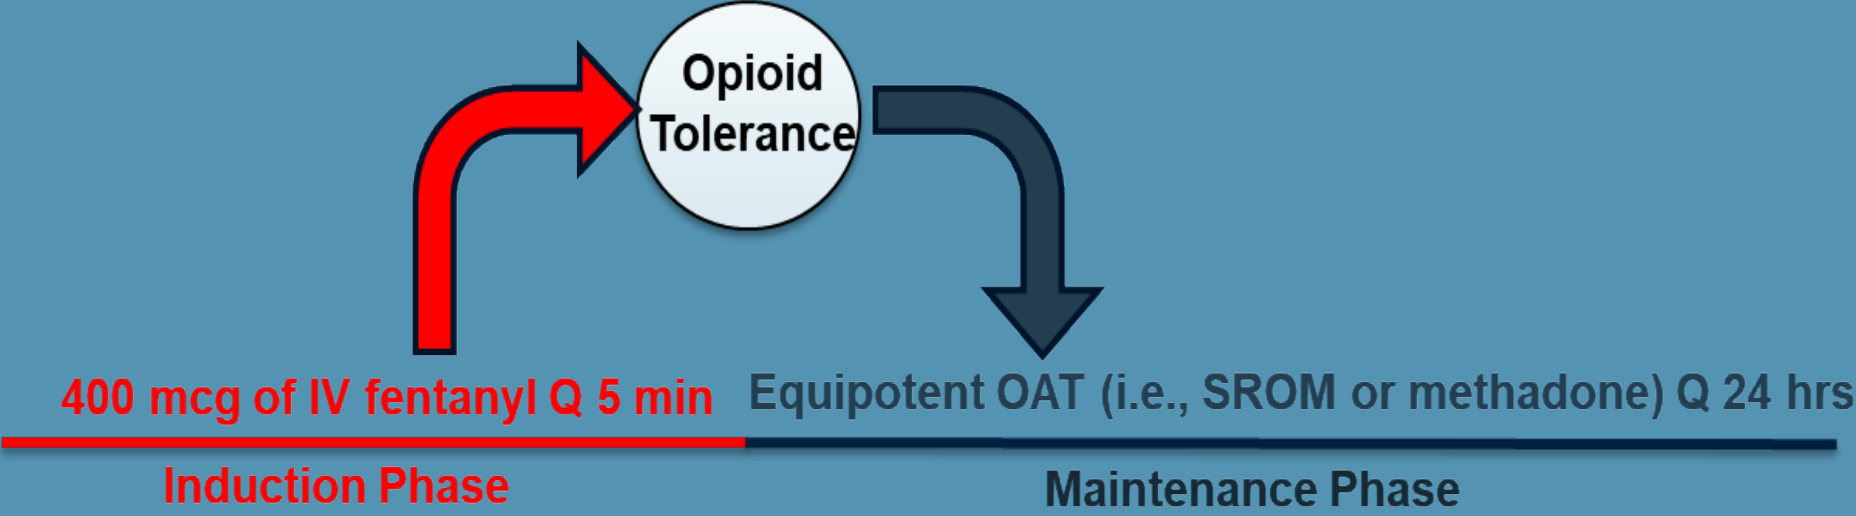 Opioid
Tolerance
400 mcg of IV fentanyl Q 5 min
Equipotent OAT (i.e., SROM or methadone) Q 24 hrs
Induction Phase
Maintenance Phase